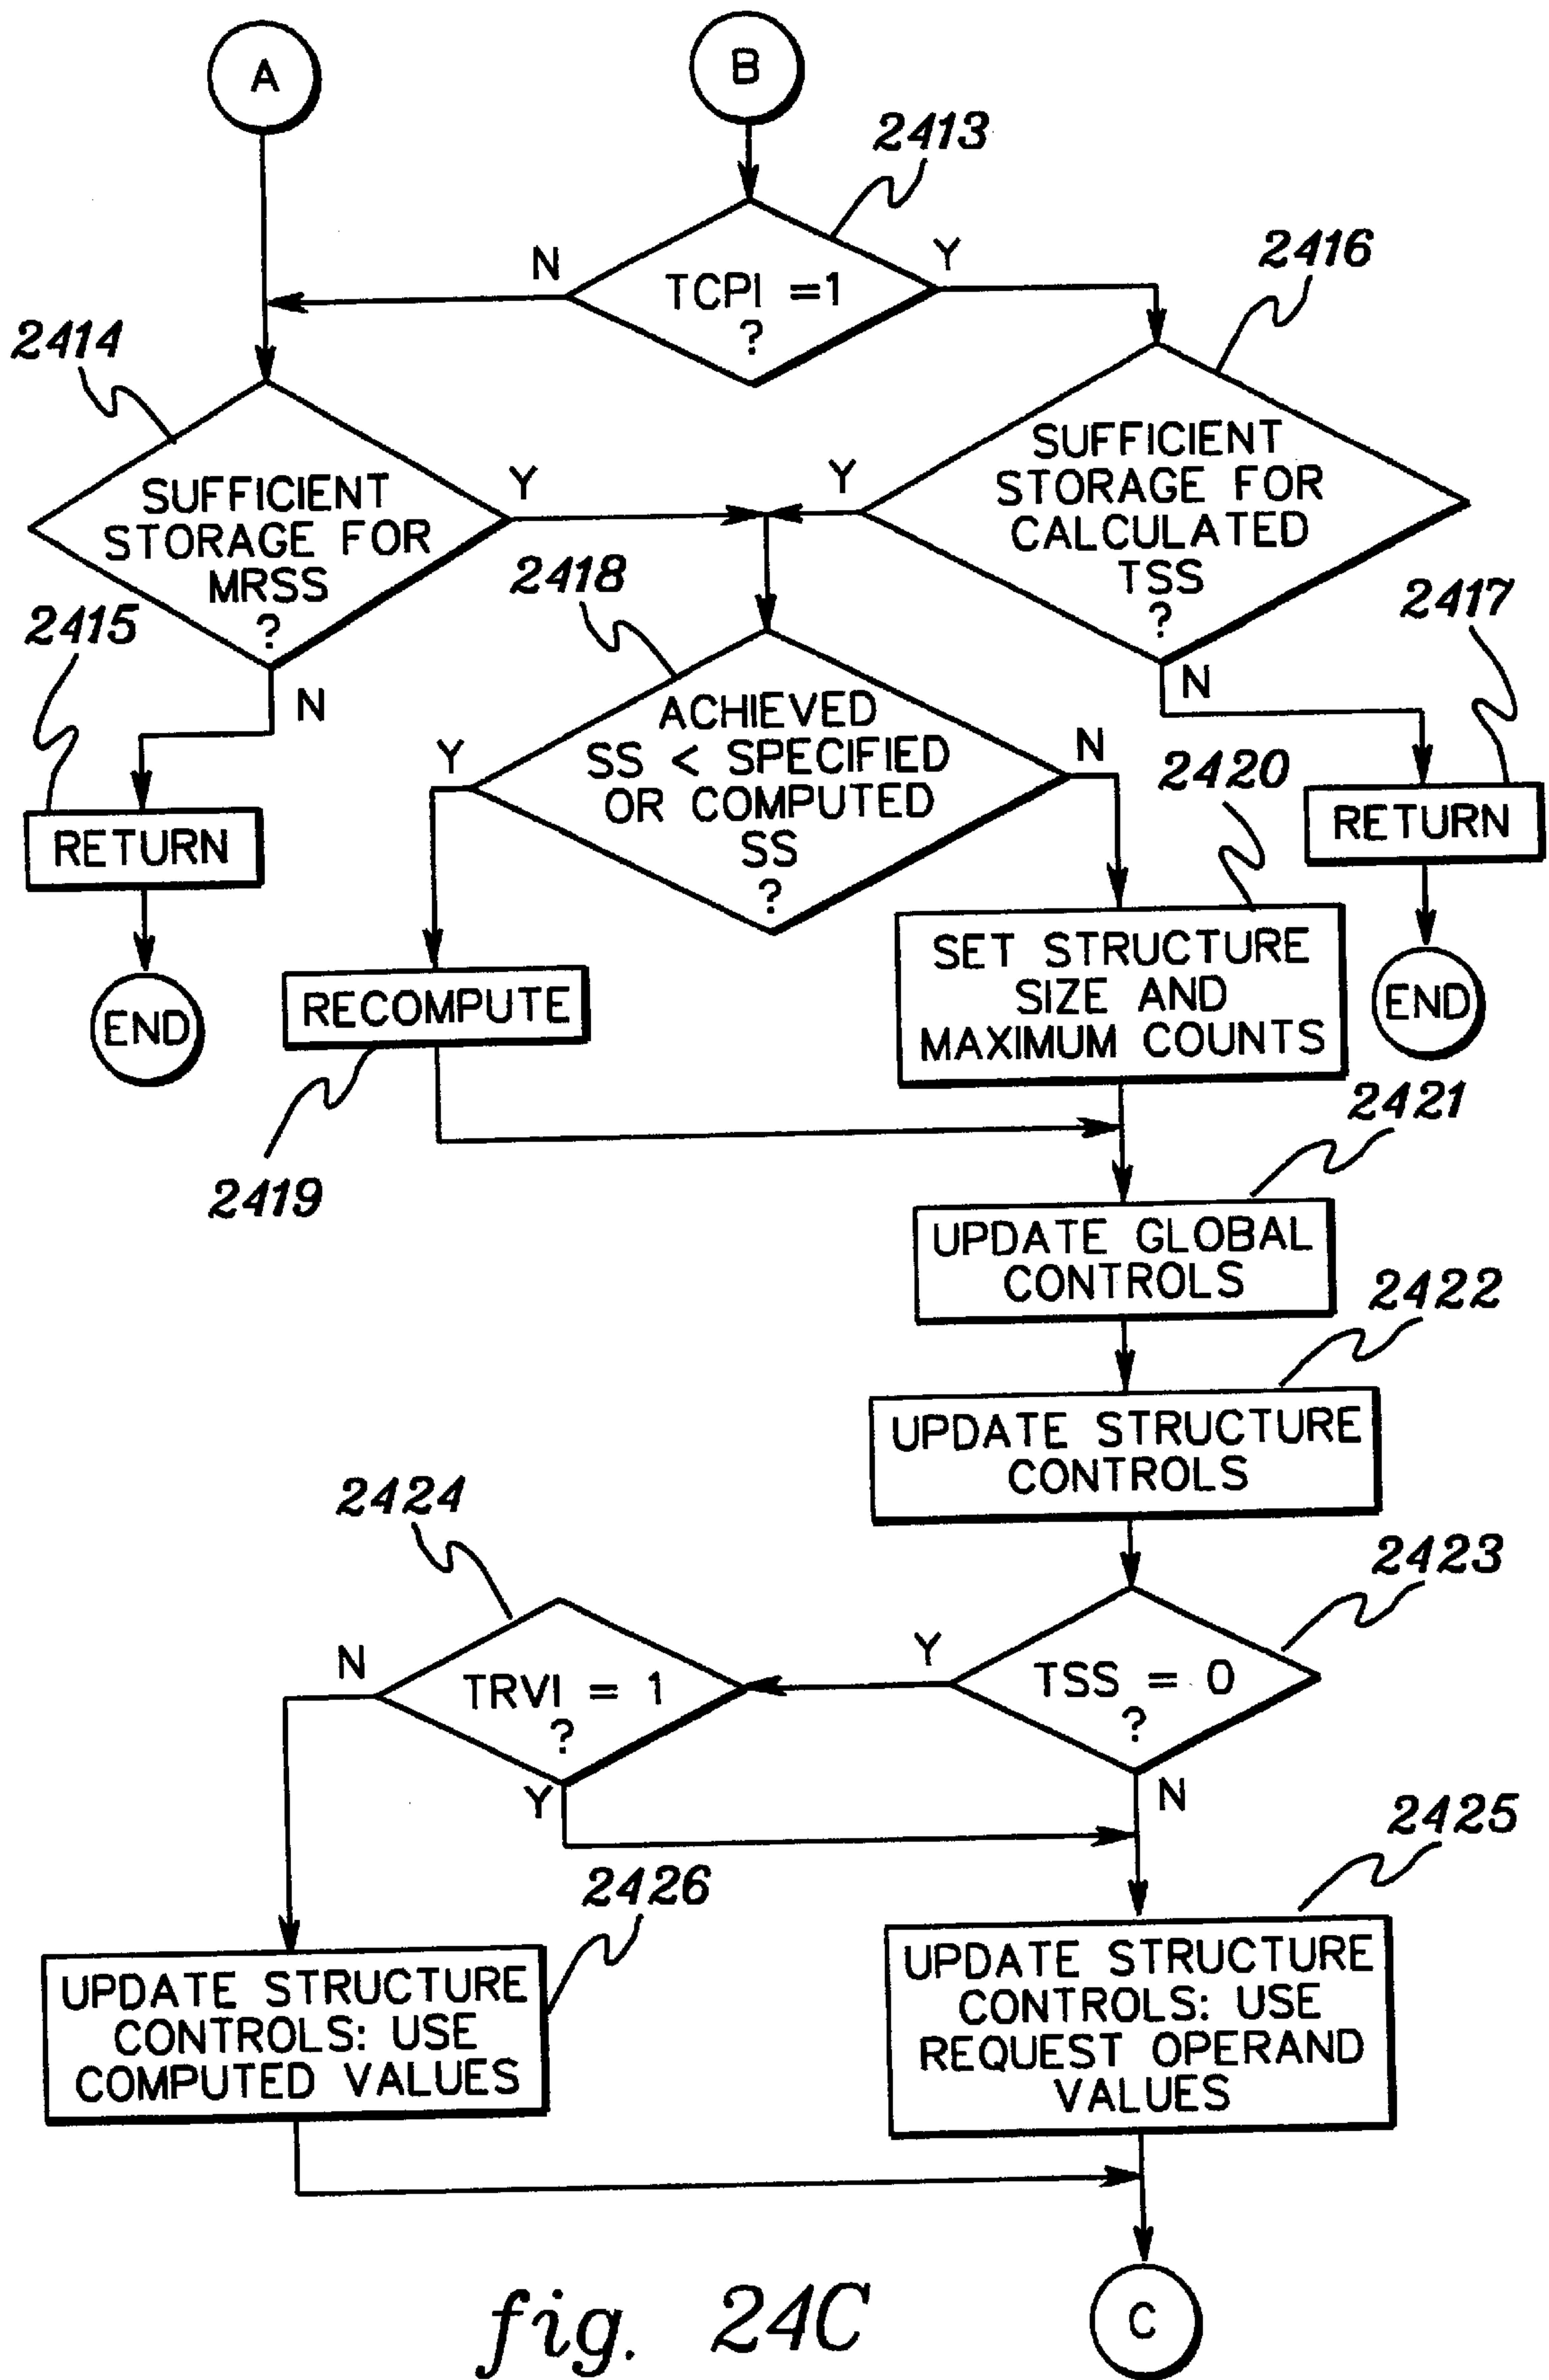 A
B
2413
N
TCPI =1
?
Y
2416
2414
SUFFICIENT
STORAGE FOR
MRSS
?
Y
Y
SUFFICIENT
STORAGE FOR
CALCULATED
TSS
?
2415
N
2418
2417
N
RETURN
END
Y
ACHIEVED
SS < SPECIFIED
OR COMPUTED
SS
?
N
2420
RETURN
END
RECOMPUTE
2419
SET STRUCTURE
SIZE AND
MAXIMUM COUNTS
2421
UPDATE GLOBAL
CONTROLS
2422
UPDATE STRUCTURE
CONTROLS
2424
2423
N
TRVI = 1
?
Y
Y
TSS = 0
?
N
2425
2426
UPDATE STRUCTURE
CONTROLS: USE
COMPUTED VALUES
UPDATE STRUCTURE
CONTROLS: USE
REQUEST OPERAND
VALUES
C
fig. 24C